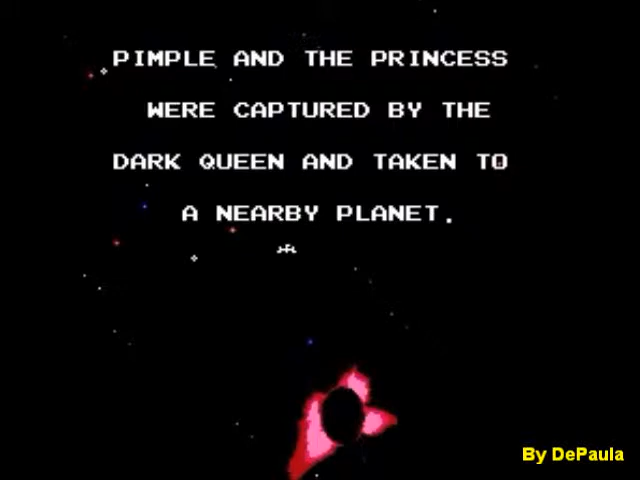 PIMPLE AND THE PRINCESS
WERE CAPTURED BY THE
DARK QUEEN AND TAKEN TO
A NEARBY PLANET.
By DePaula